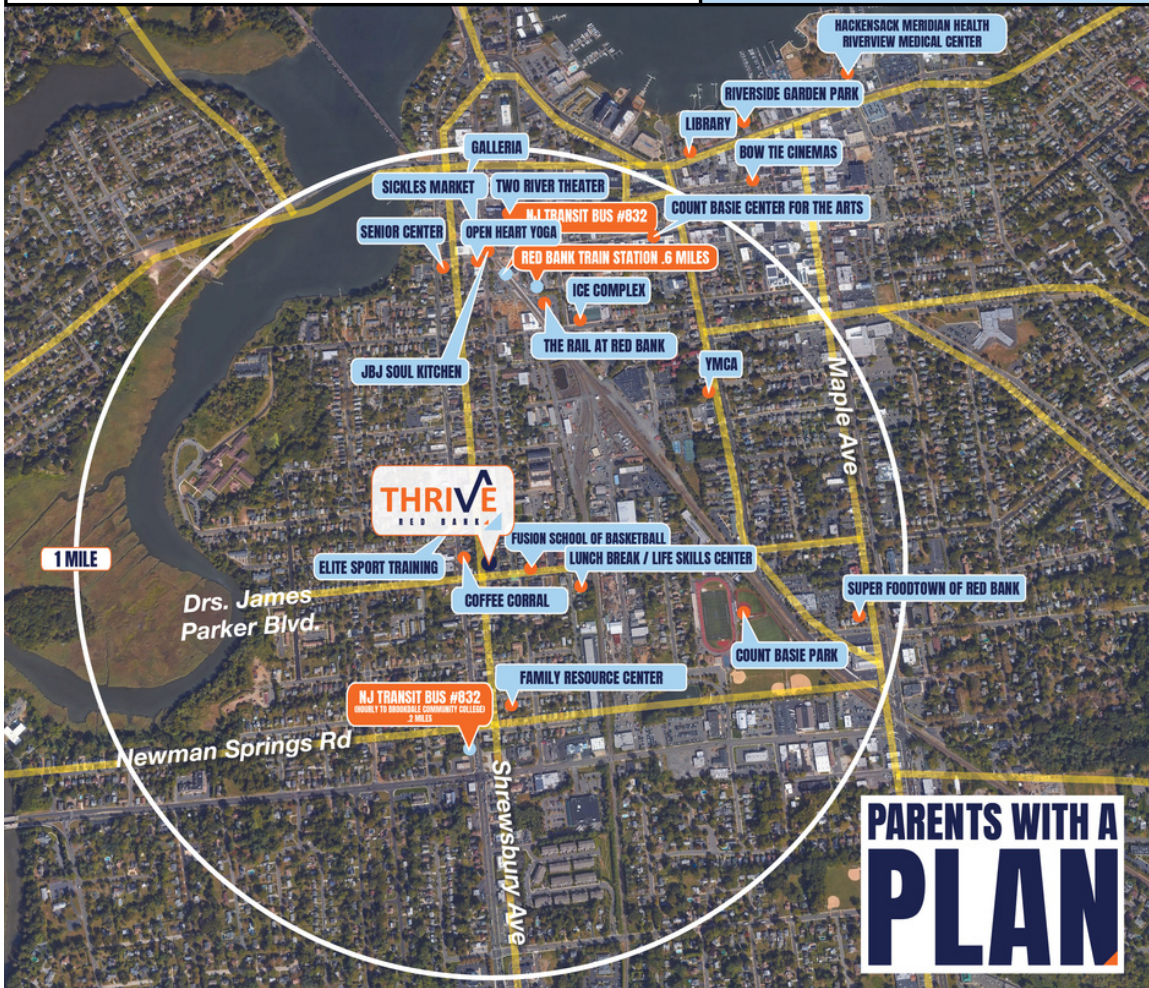 HACKENSACK MERIDIAN HEALTH
RIVERVIEW MEDICAL CENTER
RIVERSIDE GARDEN PARK
LIBRARY
BOW TIE CINEMAS
GALLERIA
SICKLES MARKET
TWO RIVER THEATER
NJ TRANSIT BUS #832
COUNT BASIE CENTER FOR THE ARTS
SENIOR CENTER
OPEN HEART YOGA
RED BANK TRAIN STATION .6 MILES
ICE COMPLEX
THE RAIL AT RED BANK
JBJ SOUL KITCHEN
YMCA
Maple Ave
THRIVE
RED BANK
FUSION SCHOOL OF BASKETBALL
1 MILE
ELITE SPORT TRAINING
LUNCH BREAK / LIFE SKILLS CENTER
COFFEE CORRAL
SUPER FOODTOWN OF RED BANK
Drs. James
Parker Blvd.
COUNT BASIE PARK
FAMILY RESOURCE CENTER
NJ TRANSIT BUS #832
(HOURLY TO BROOKDALE COMMUNITY COLLEGE)
.2 MILES
Newman Springs Rd
Shrewsbury Ave
PARENTS WITH A
PLAN